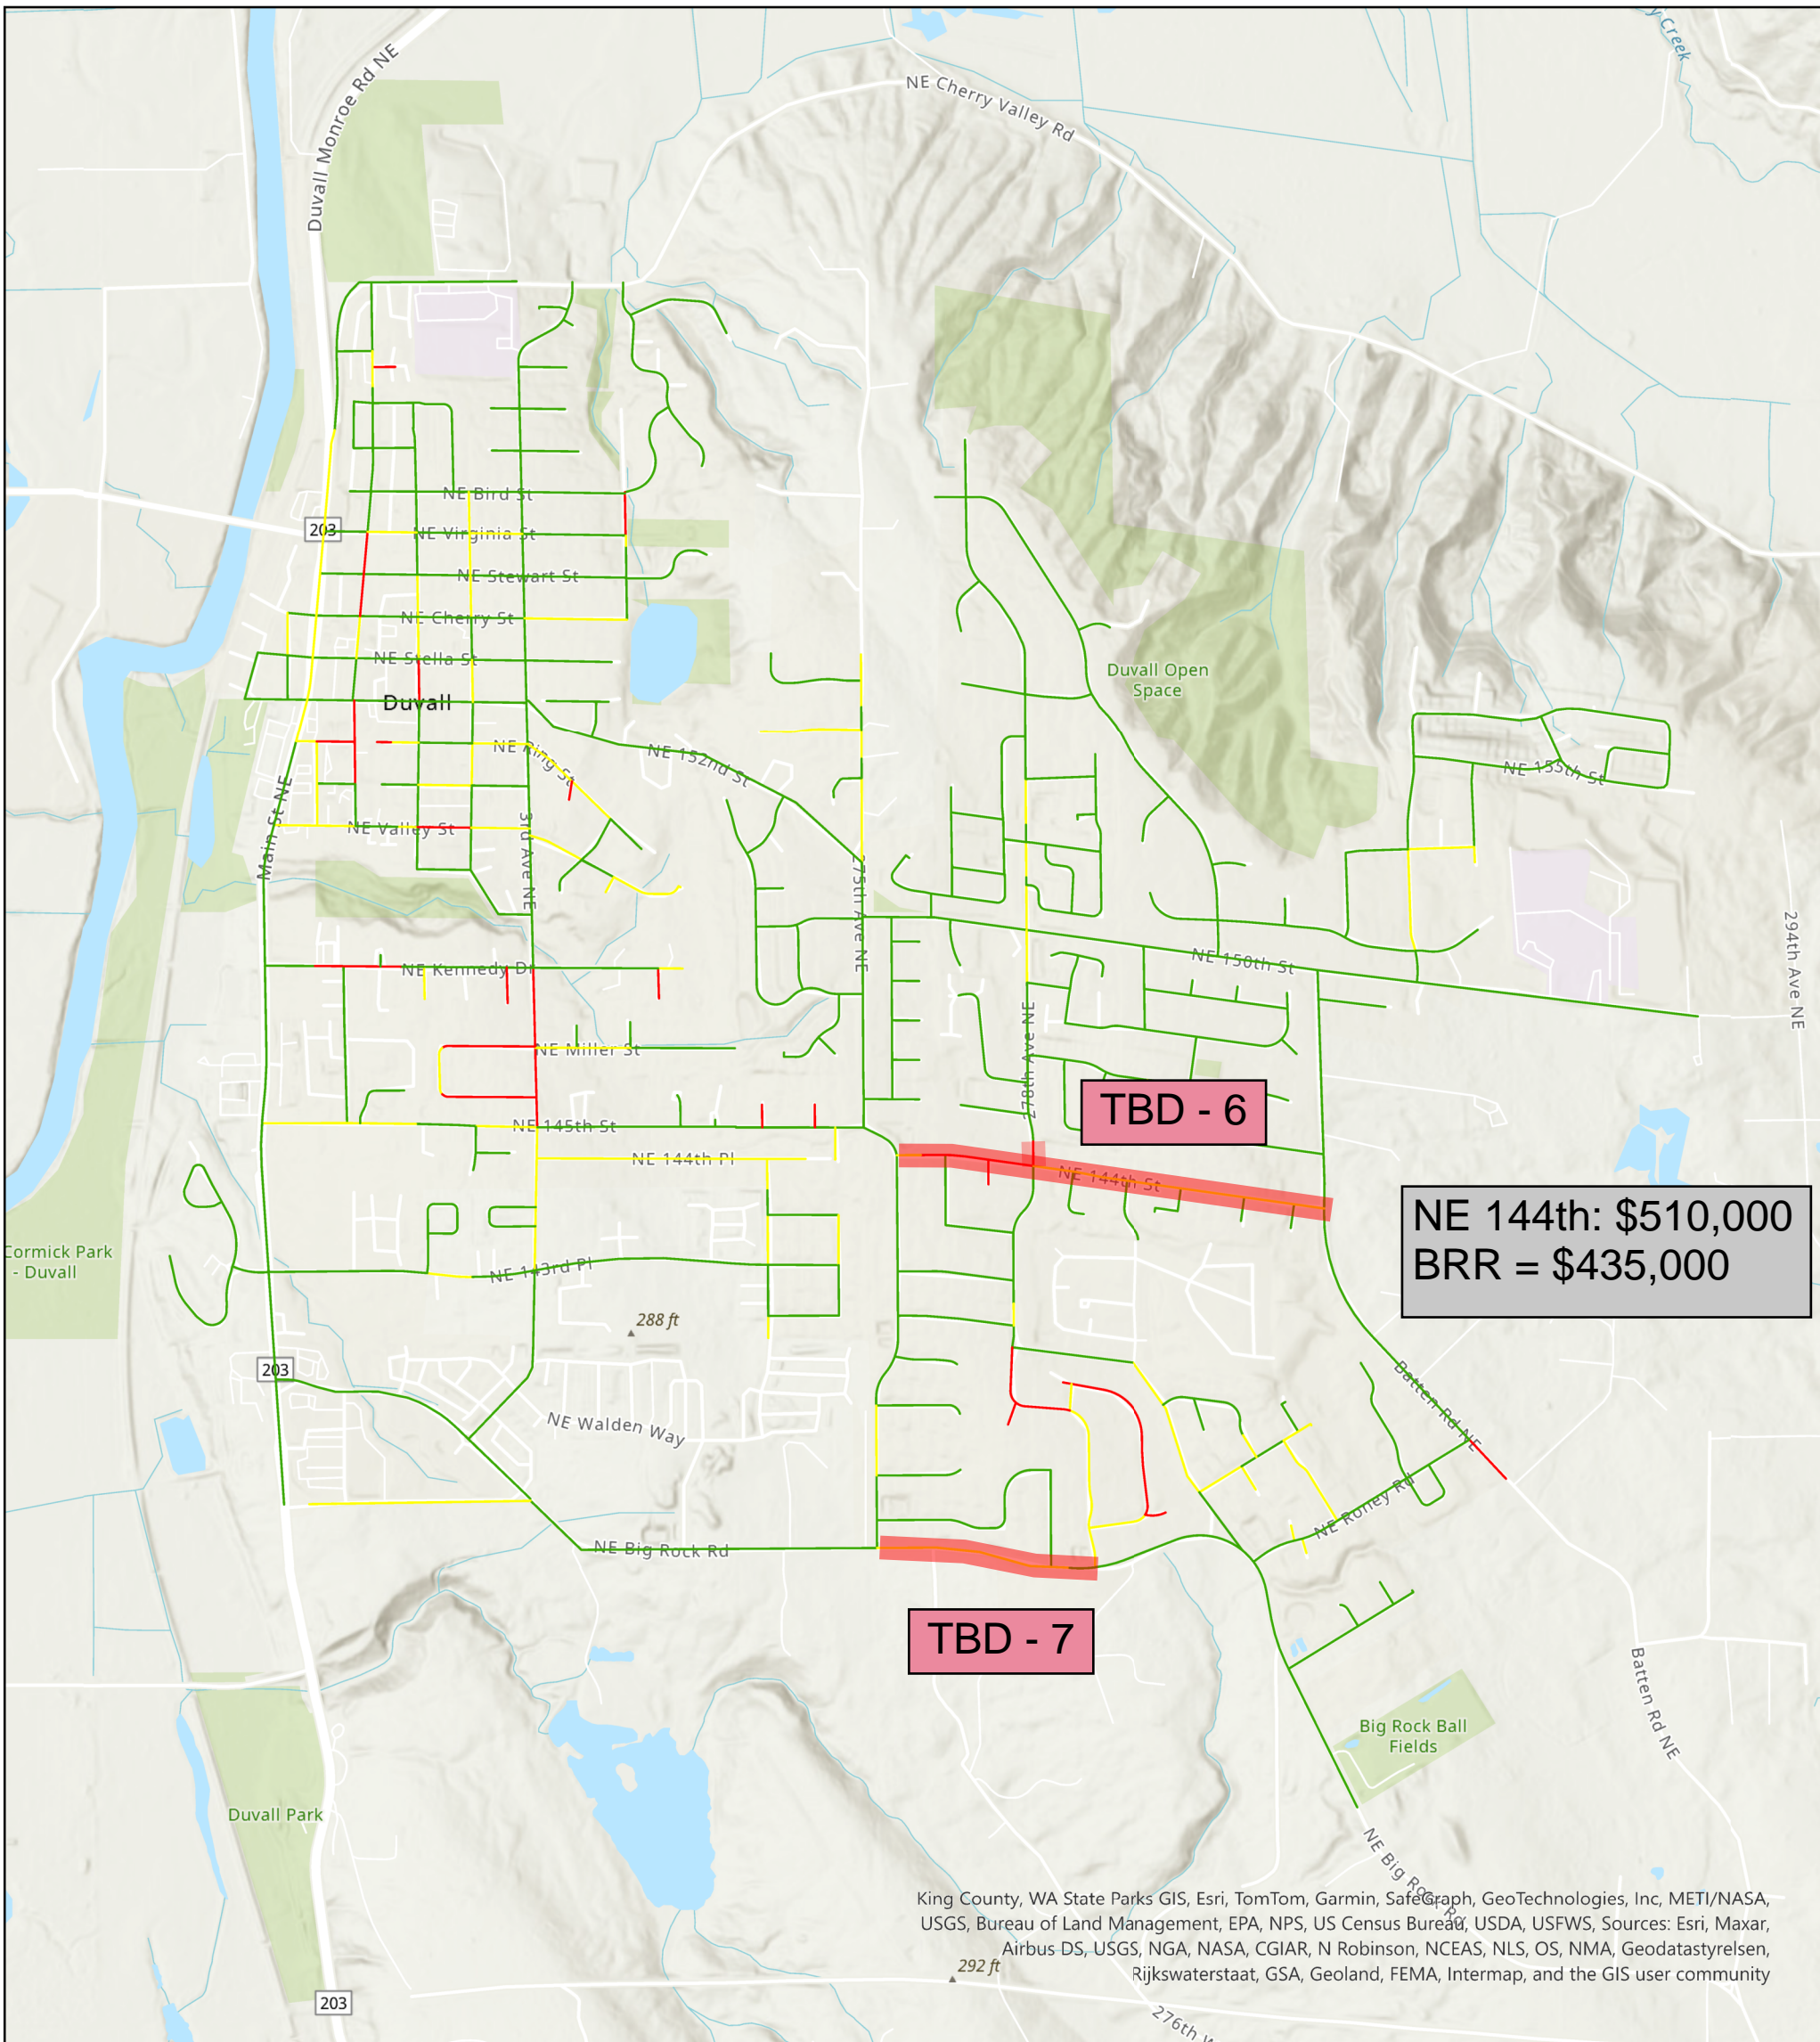 y Creek
Duvall Monroe Rd NE
NE Cherry Valley Rd
NE Bird St
203
NE Virginia St
NE Stewart St
NE Cherry St
NE Stella St
Duvall
Duvall Open
Space
NE Ring St
NE 152nd St
NE 155th St
Main St NE
NE Valley St
3rd Ave NE
275th Ave NE
294th Ave NE
NE Kennedy Dr
NE 150th St
278th Ave NE
NE Miller St
TBD - 6
NE 145th St
NE 144th Pl
NE 144th St
NE 144th: $510,000
BRR = $435,000
Cormick Park
- Duvall
NE 143rd Pl
288 ft
203
Batten Rd NE
NE Walden Way
NE Roney Rd
NE Big Rock Rd
TBD - 7
Batten Rd NE
Big Rock Ball
Fields
Duvall Park
NE Big Rock Rd
King County, WA State Parks GIS, Esri, TomTom, Garmin, SafeGraph, GeoTechnologies, Inc, METI/NASA,
USGS, Bureau of Land Management, EPA, NPS, US Census Bureau, USDA, USFWS, Sources: Esri, Maxar,
Airbus DS, USGS, NGA, NASA, CGIAR, N Robinson, NCEAS, NLS, OS, NMA, Geodatastyrelsen,
Rijkswaterstaat, GSA, Geoland, FEMA, Intermap, and the GIS user community
292 ft
203
276th